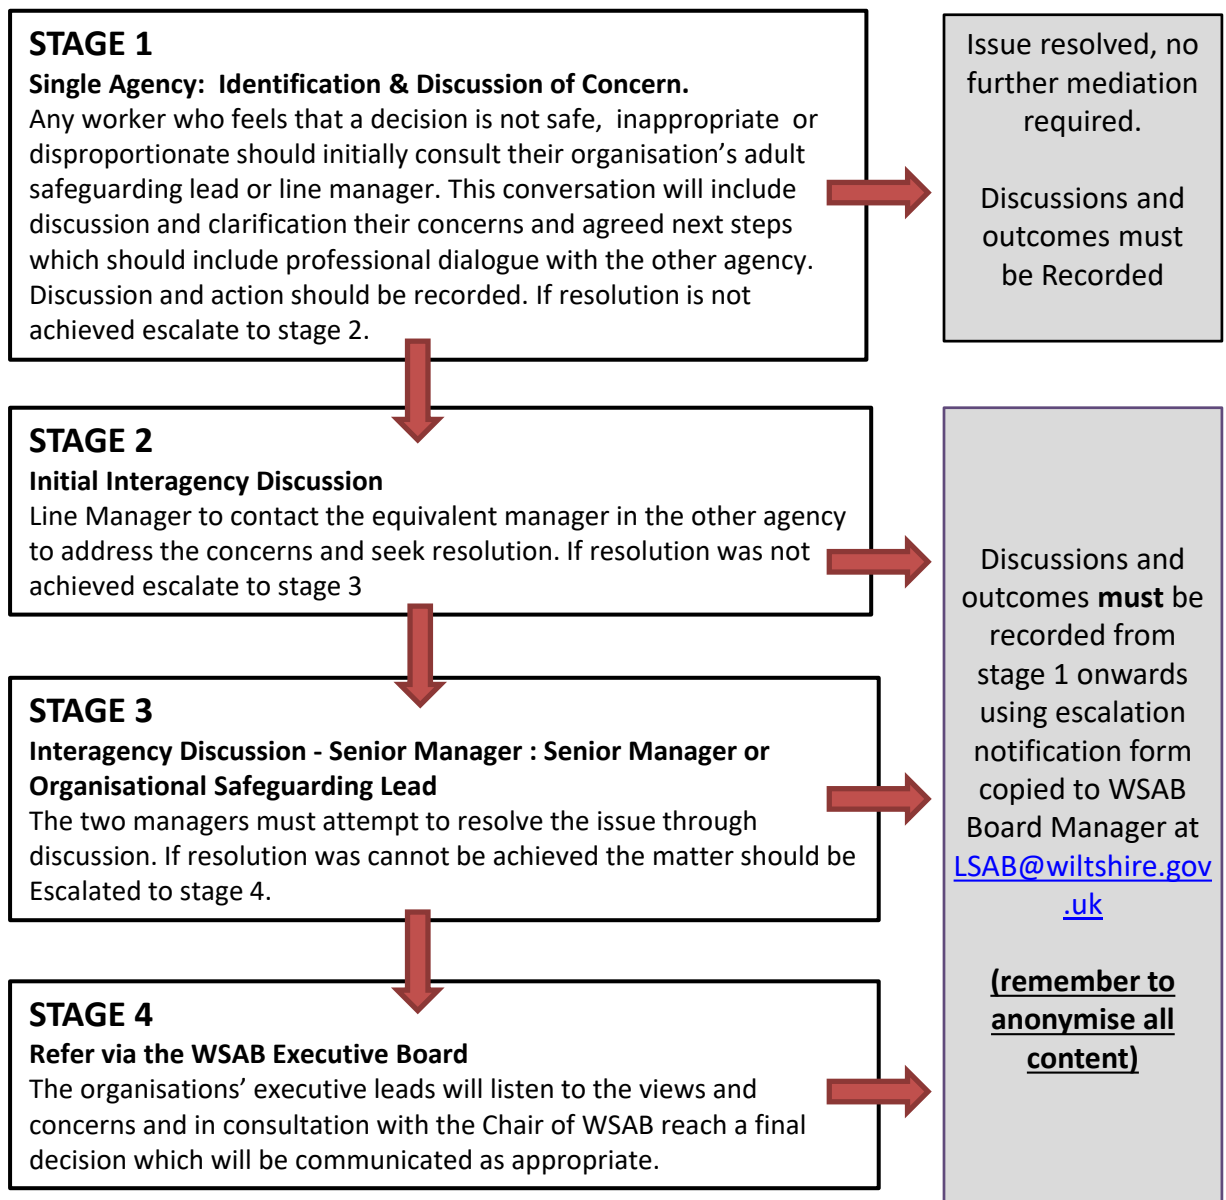 STAGE 1
Single Agency:  Identification & Discussion of Concern.
Any worker who feels that a decision is not safe,  inappropriate  or
disproportionate should initially consult their organisation’s adult
safeguarding lead or line manager. This conversation will include
discussion and clarification their concerns and agreed next steps
which should include professional dialogue with the other agency.
Discussion and action should be recorded. If resolution is not
achieved escalate to stage 2.
Issue resolved, no
further mediation
required.
Discussions and
outcomes must
be Recorded
STAGE 2
Initial Interagency Discussion
Line Manager to contact the equivalent manager in the other agency
to address the concerns and seek resolution. If resolution was not
achieved escalate to stage 3
STAGE 3
Interagency Discussion - Senior Manager : Senior Manager or
Organisational Safeguarding Lead
The two managers must attempt to resolve the issue through
discussion. If resolution was cannot be achieved the matter should be
Escalated to stage 4.
STAGE 4
Refer via the WSAB Executive Board
The organisations’ executive leads will listen to the views and
concerns and in consultation with the Chair of WSAB reach a final
decision which will be communicated as appropriate.
Discussions and
outcomes must be
recorded from
stage 1 onwards
using escalation
notification form
copied to WSAB
Board Manager at
LSAB@wiltshire.gov
.uk
(remember to
anonymise all
content)